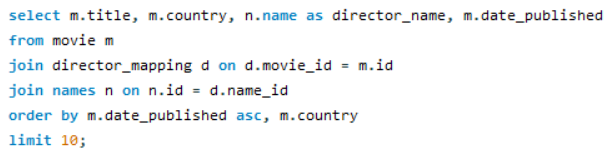 select m.title, m.country, n.name as director_name, m.date_published
from movie m
join director_mapping d on d.movie_id = m.id
join names n on n.id = d.name_id
order by m.date_published asc, m.country
limit 10;